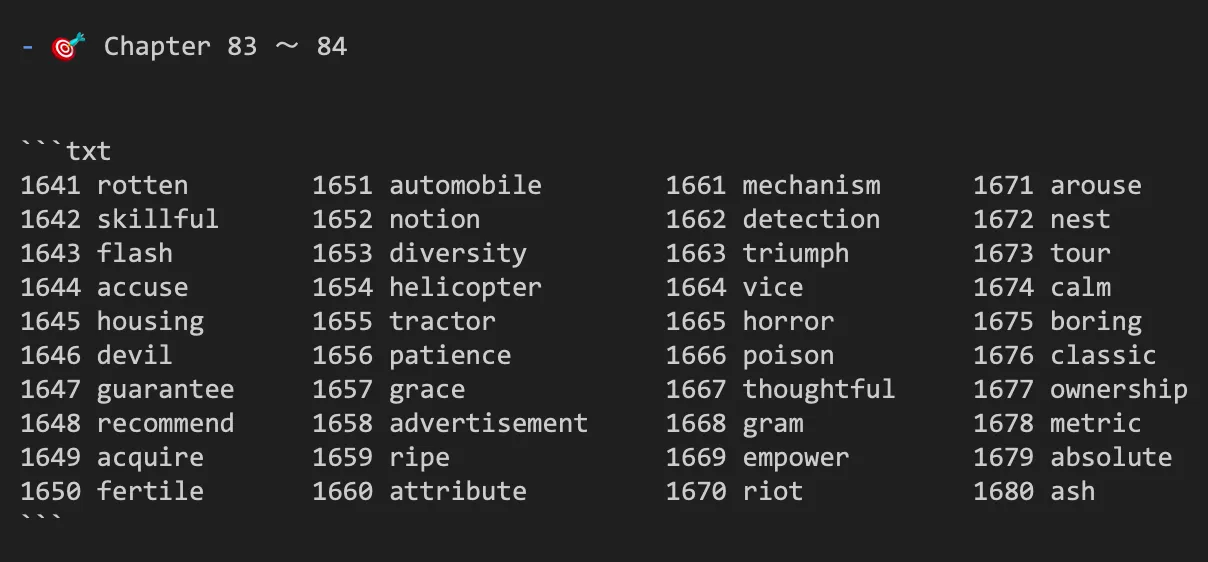 - 🎯 Chapter 83 ～ 84
```txt
1641 rotten 1651 automobile 1661 mechanism 1671 arouse
1642 skillful 1652 notion 1662 detection 1672 nest
1643 flash 1653 diversity 1663 triumph 1673 tour
1644 accuse 1654 helicopter 1664 vice 1674 calm
1645 housing 1655 tractor 1665 horror 1675 boring
1646 devil 1656 patience 1666 poison 1676 classic
1647 guarantee 1657 grace 1667 thoughtful 1677 ownership
1648 recommend 1658 advertisement 1668 gram 1678 metric
1649 acquire 1659 ripe 1669 empower 1679 absolute
1650 fertile 1660 attribute 1670 riot 1680 ash
```